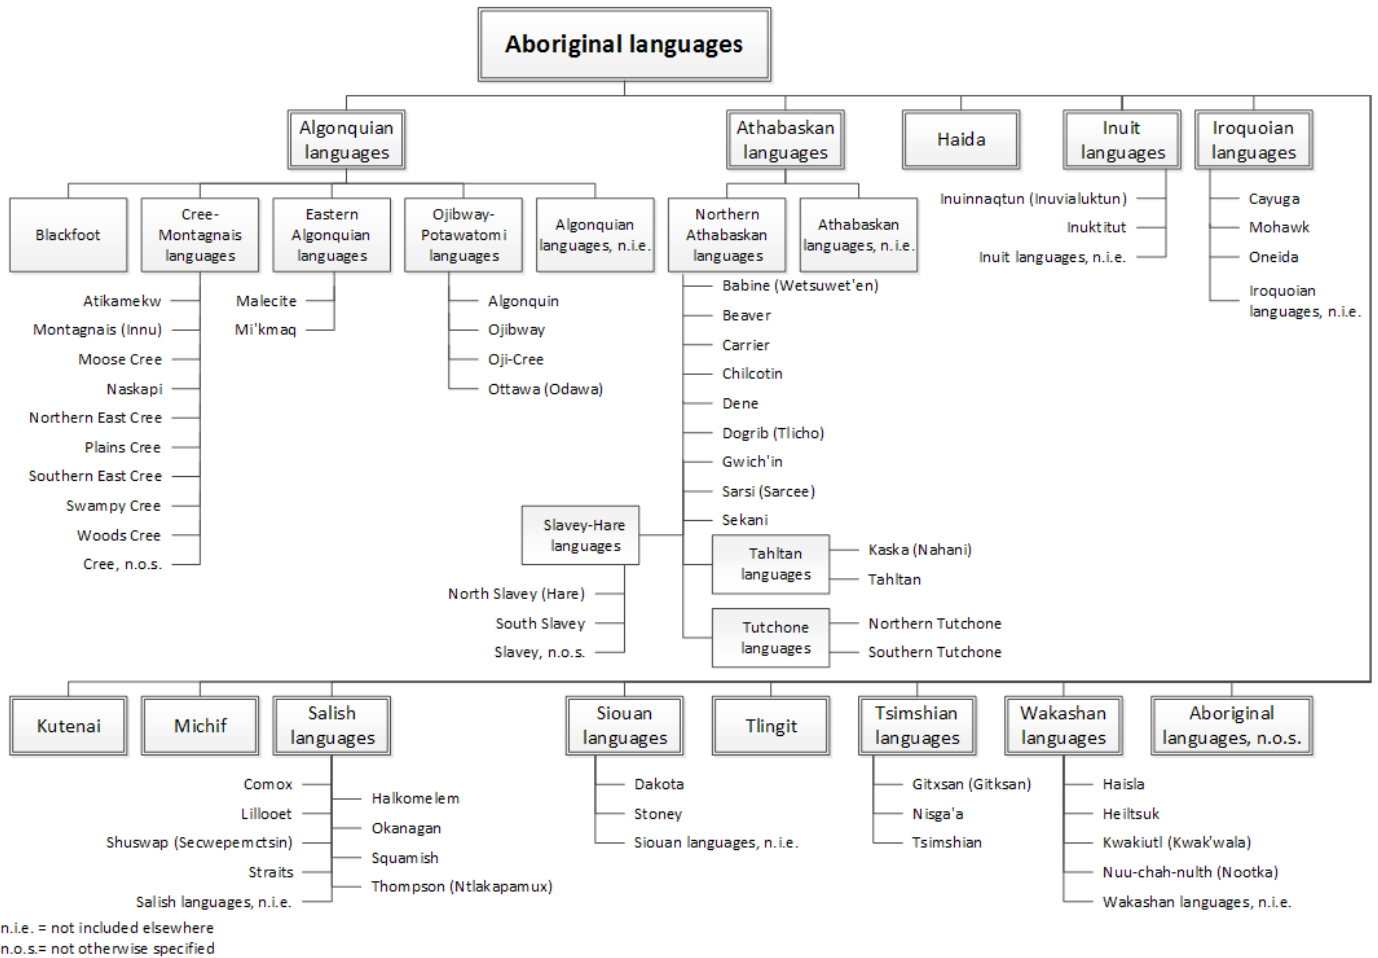 Aboriginal languages
Algonquian
languages
Athabaskan
languages
Haida
Inuit
languages
Iroquoian
languages
Blackfoot
Cree-
Montagnais
languages
Eastern
Algonquian
languages
Ojibway-
Potawatomi
languages
Algonquian
languages, n.i.e.
Northern
Athabaskan
languages
Athabaskan
languages, n.i.e.
Inuinnaqtun (Inuvialuktun)
Inuktitut
Inuit languages, n.i.e.
Cayuga
Mohawk
Oneida
Iroquoian
languages, n.i.e.
Atikamekw
Montagnais (Innu)
Moose Cree
Naskapi
Northern East Cree
Plains Cree
Southern East Cree
Swampy Cree
Woods Cree
Cree, n.o.s.
Malecite
Mi'kmaq
Algonquin
Ojibway
Oji-Cree
Ottawa (Odawa)
Babine (Wetsuwet'en)
Beaver
Carrier
Chilcotin
Dene
Dogrib (Tlicho)
Gwich'in
Sarsi (Sarcee)
Sekani
Slavey-Hare
languages
North Slavey (Hare)
South Slavey
Slavey, n.o.s.
Tahltan
languages
Kaska (Nahani)
Tahltan
Tutchone
languages
Northern Tutchone
Southern Tutchone
Kutenai
Michif
Salish
languages
Siouan
languages
Tlingit
Tsimshian
languages
Wakashan
languages
Aboriginal
languages, n.o.s.
Comox
Lillooet
Shuswap (Secwepemctsin)
Straits
Salish languages, n.i.e.
Halkomelem
Okanagan
Squamish
Thompson (Ntlakapamux)
Dakota
Stoney
Siouan languages, n.i.e.
Gitxsan (Gitksan)
Nisga'a
Tsimshian
Haisla
Heiltsuk
Kwakiutl (Kwak'wala)
Nuu-chah-nulth (Nootka)
Wakashan languages, n.i.e.
n.i.e. = not included elsewhere
n.o.s.= not otherwise specified